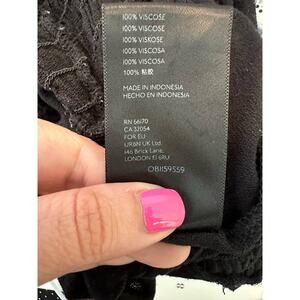 100% VISCOSE
100% VISCOSE
100% VISKOSE
100% VISCOSA
100% VISCOSA
100% 粘胶
MADE IN INDONESIA
HECHO EN INDONESIA
RN 66170
CA 32054
FOR EU
URBN UK Ltd.
146 Brick Lane,
LONDON E1 6RU
OB1159559